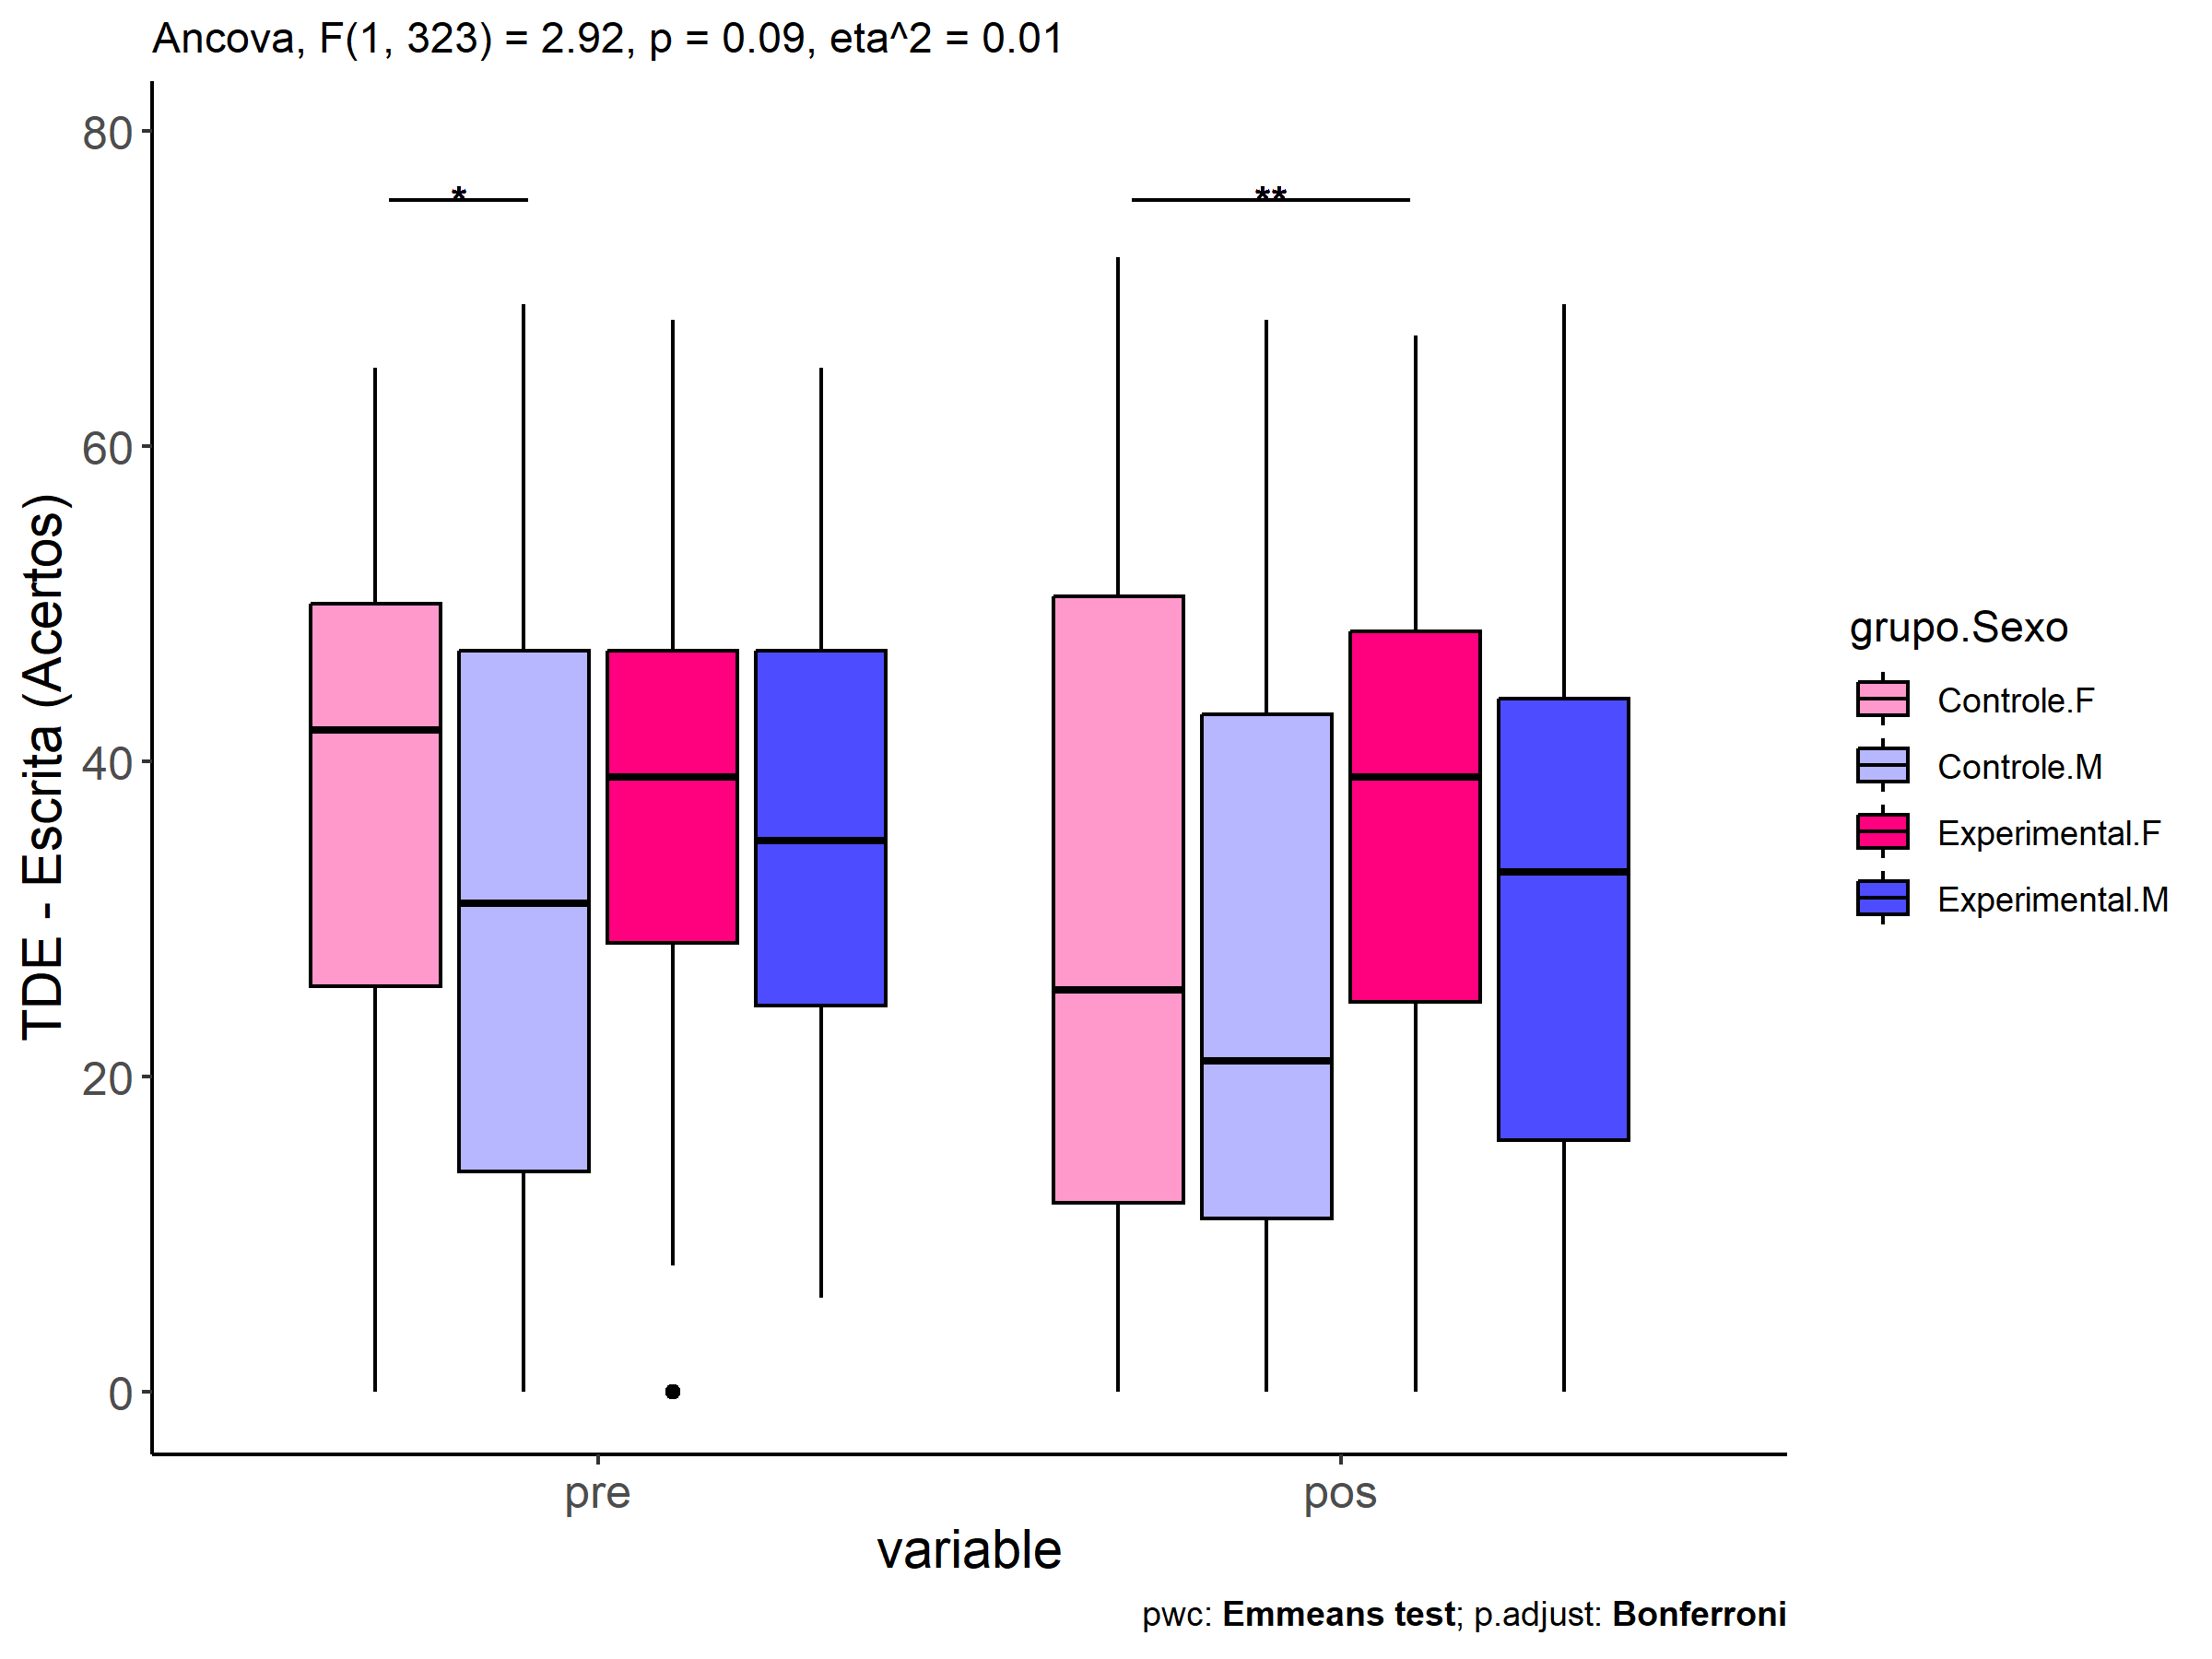 Ancova, F(1, 323) = 2.92, p = 0.09, eta^2 = 0.01
80
60
40
20
0
TDE - Escrita (Acertos)
*
**
pre
pos
variable
grupo.Sexo
Controle.F
Controle.M
Experimental.F
Experimental.M
pwc: Emmeans test; p.adjust: Bonferroni